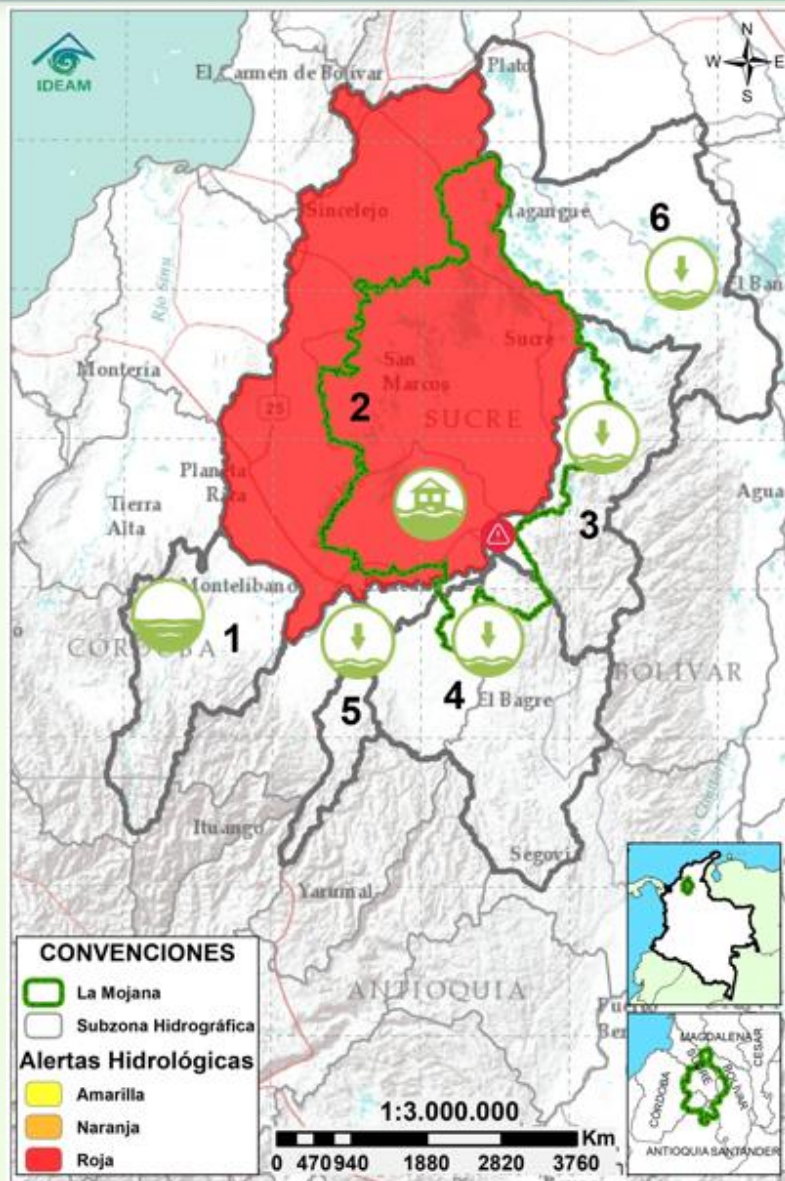 IDEAM
N
W E
S
El Carmen de Bolívar
Plato
Sincelejo
Magangué
6
El Ban
Río Sinú
Montería
San
Marcos
Sucre
25
2
SUCRE
Planeta
Rica
Tierra
Alta
Agua
3
Montelíbano
1
CÓRDOBA
BOLÍVAR
4
El Bagre
5
Ituango
Segovia
Yarumal
ANTIOQUIA
CONVENCIONES
La Mojana
Subzona Hidrográfica
Alertas Hidrológicas
Amarilla
Naranja
Roja
1:3.000.000
Km
0 470 940 1880 2820 3760
MAGDALENA
CESAR
SUCRE
BOLIVAR
CÓRDOBA
ANTIOQUIA SANTANDER